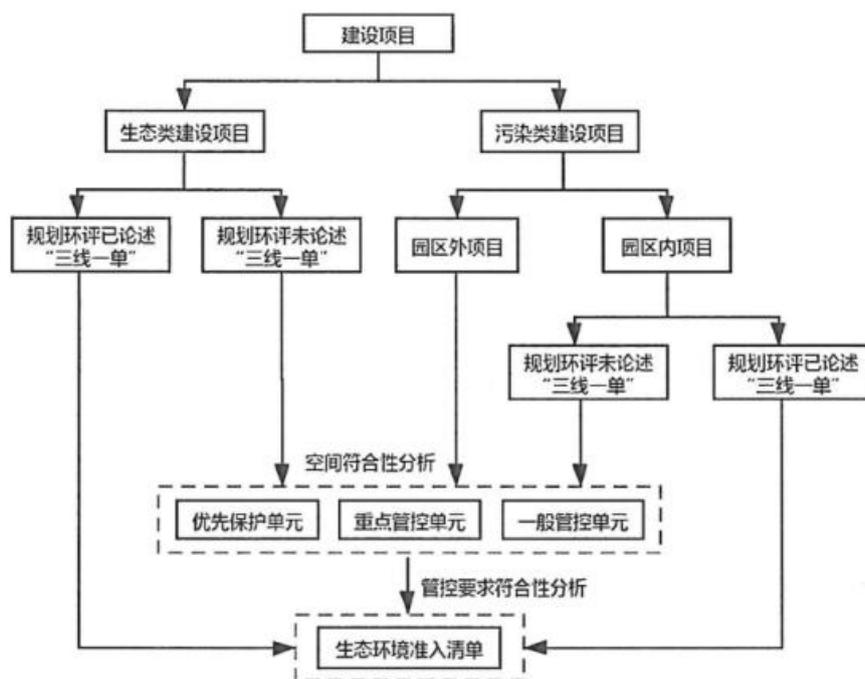 建设项目
生态类建设项目
污染类建设项目
规划环评已论述
“三线一单”
规划环评未论述
“三线一单”
园区外项目
园区内项目
规划环评未论述
“三线一单”
规划环评已论述
“三线一单”
空间符合性分析
优先保护单元
重点管控单元
一般管控单元
管控要求符合性分析
生态环境准入清单